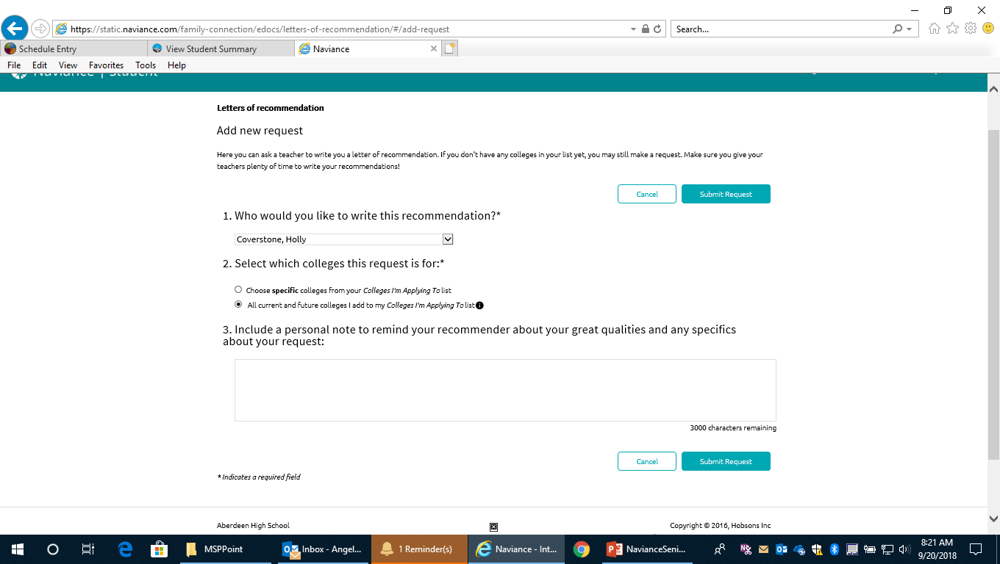 https://static.naviance.com/family-connection/edocs/letters-of-recommendation/#/add-request
Search...
Schedule Entry
View Student Summary
Naviance
File Edit View Favorites Tools Help
Naviance | Student
Letters of recommendation
Add new request
Here you can ask a teacher to write you a letter of recommendation. If you don't have any colleges in your list yet, you may still make a request. Make sure you give your
teachers plenty of time to write your recommendations!
Cancel
Submit Request
1. Who would you like to write this recommendation?*
Coverstone, Holly
2. Select which colleges this request is for:*
Choose specific colleges from your Colleges I'm Applying To list
All current and future colleges I add to my Colleges I'm Applying To list
3. Include a personal note to remind your recommender about your great qualities and any specifics
about your request:
3000 characters remaining
Cancel
Submit Request
* Indicates a required field
Aberdeen High School
Copyright © 2016, Hobsons Inc
MSPPoint
Inbox - Angel...
1 Reminder(s)
Naviance - Int...
NavianceSeni...
8:21 AM
9/20/2018